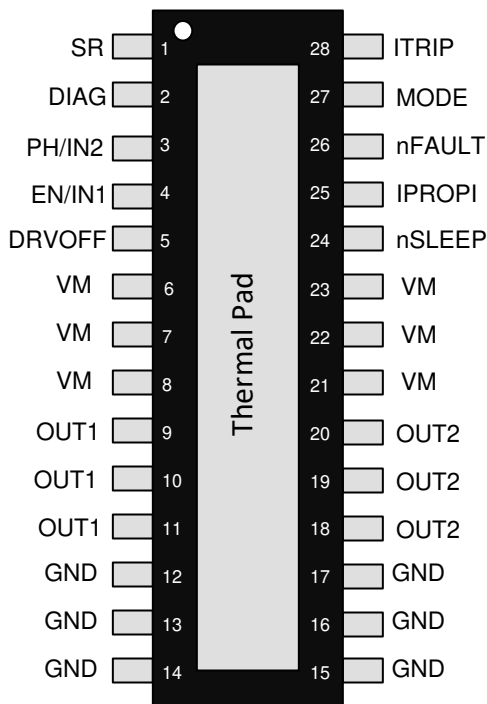 SR 1 28 ITRIP
DIAG 2 27 MODE
PH/IN2 3 26 nFAULT
EN/IN1 4 25 IPROPI
DRVOFF 5 24 nSLEEP
VM 6 23 VM
VM 7 22 VM
VM 8 21 VM
OUT1 9 20 OUT2
OUT1 10 19 OUT2
OUT1 11 18 OUT2
GND 12 17 GND
GND 13 16 GND
GND 14 15 GND
Thermal Pad